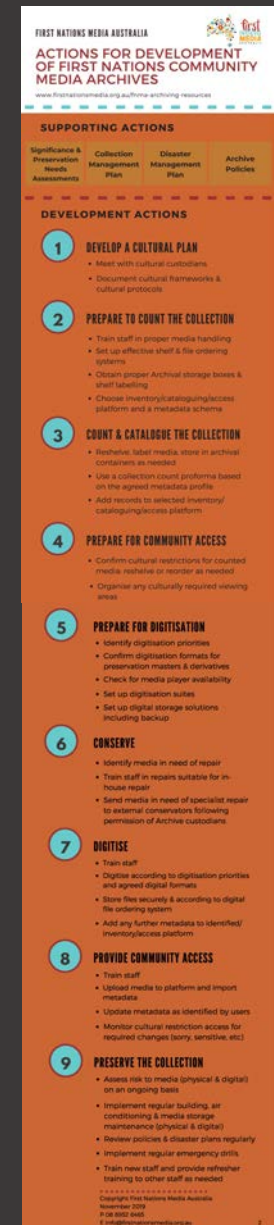 FIRST NATIONS MEDIA AUSTRALIA
first
ACTIONS FOR DEVELOPMENT
OF FIRST NATIONS COMMUNITY
MEDIA ARCHIVES
www.firstnationsmedia.org.au/fnma-archiving-resources
SUPPORTING ACTIONS
Significance &
Preservation
Needs
Assessments
Collection
Management
Plan
Disaster
Management
Plan
Archive
Policies
DEVELOPMENT ACTIONS
1
DEVELOP A CULTURAL PLAN
• Meet with cultural custodians
• Document cultural frameworks &
cultural protocols
2
PREPARE TO COUNT THE COLLECTION
• Train staff in proper media handling
• Set up effective shelf & file ordering
systems
• Obtain proper Archival storage boxes &
shelf labelling
• Choose inventory/cataloguing/access
platform and a metadata schema
3
COUNT & CATALOGUE THE COLLECTION
• Reshelve, label media, store in archival
containers as needed
• Use a collection count proforma based
on the agreed metadata profile
• Add records to selected inventory/
cataloguing/access platform
4
PREPARE FOR COMMUNITY ACCESS
• Confirm cultural restrictions for counted
media: reshelve or reorder as needed
• Organise any culturally required viewing
areas
5
PREPARE FOR DIGITISATION
• Identify digitisation priorities
• Confirm digitisation formats for
preservation masters & derivatives
• Check for media player availability
• Set up digitisation suites
• Set up digital storage solutions
including backup
6
CONSERVE
• Identify media in need of repair
• Train staff in repairs suitable for in-
house repair
• Send media in need of specialist repair
to external conservators following
permission of Archive custodians
7
DIGITISE
• Train staff
• Digitise according to digitisation priorities
and agreed digital formats
• Store files securely & according to digital
file ordering system
• Add any further metadata to identified/
inventory/access platform
8
PROVIDE COMMUNITY ACCESS
• Train staff
• Upload media to platform and import
metadata
• Update metadata as identified by users
• Monitor cultural restriction access for
required changes (sorry, sensitive, etc)
9
PRESERVE THE COLLECTION
• Assess risk to media (physical & digital)
on an ongoing basis
• Implement regular building, air
conditioning & media storage
maintenance (physical & digital)
• Review policies & disaster plans regularly
• Implement regular emergency drills
• Train new staff and provide refresher
training to other staff as needed
Copyright First Nations Media Australia
November 2019
P 08 8952 6465
E info@firstnationsmedia.org.au